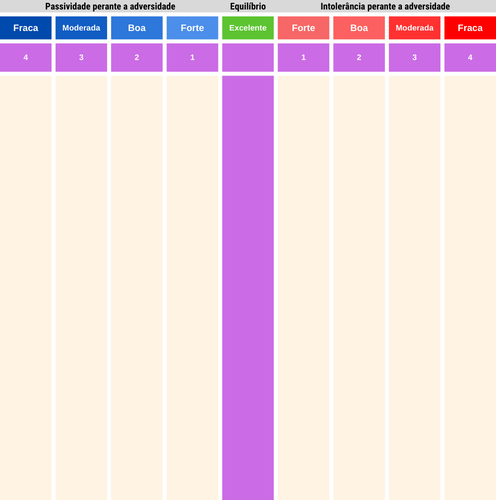 Passividade perante a adversidade Equilíbrio Intolerância perante a adversidade
Fraca Moderada Boa Forte Excelente Forte Boa Moderada Fraca
4 3 2 1 1 2 3 4